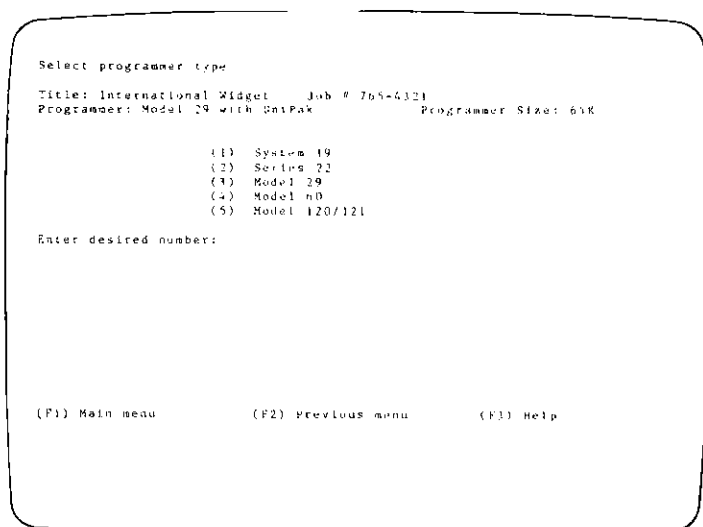 Select programmer type
Title: International Widget Job # 765-4321
Programmer: Model 29 with UniPak Programmer Size: 64K
(1) System 19
(2) Series 22
(3) Model 29
(4) Model 60
(5) Model 120/121
Enter desired number:
(F1) Main menu (F2) Previous menu (F3) Help